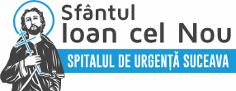 Sfântul
Ioan cel Nou
SPITALUL DE URGENȚĂ SUCEAVA